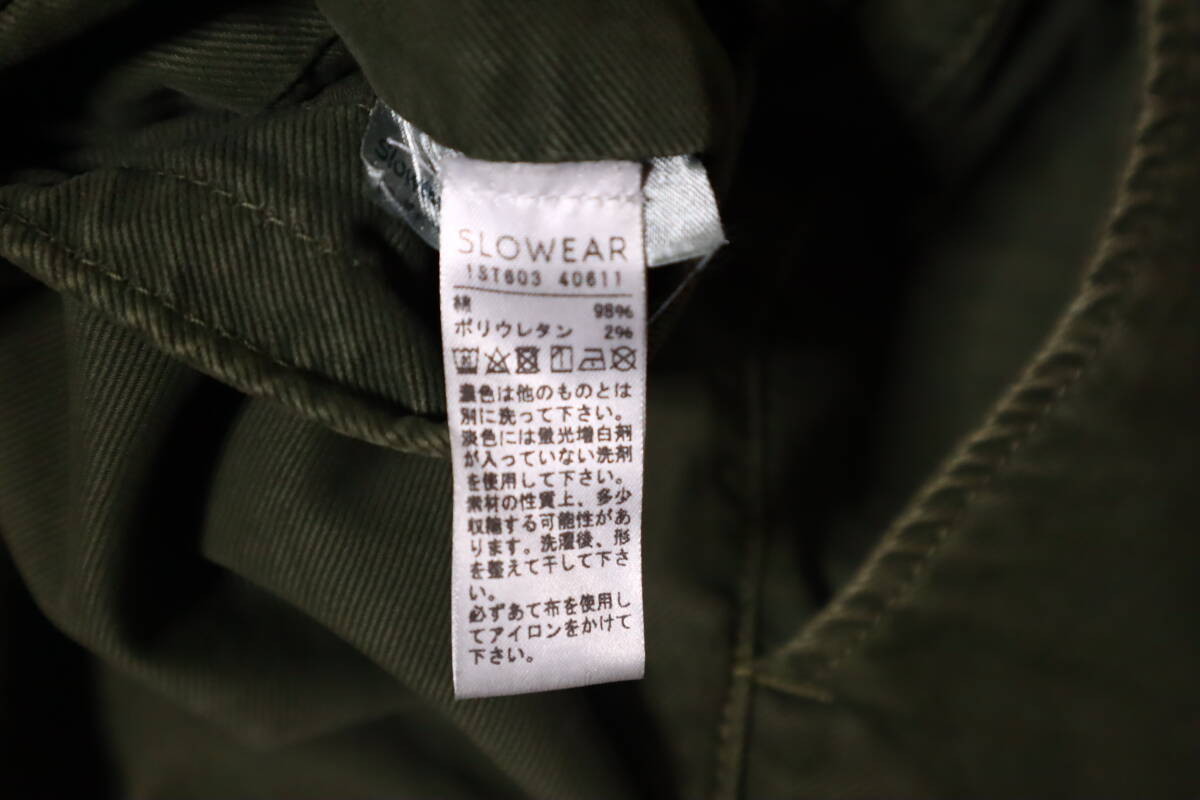 Slow
SLOWEAR
1ST603 40611
綿 98%
ポリウレタン 2%
濃色は他のものとは
別に洗って下さい。
淡色には蛍光増白剤
が入っていない洗剤
を使用して下さい。
素材の性質上、多少
収縮する可能性があ
ります。洗濯後、形
を整えて干して下さ
い。
必ずあて布を使用し
てアイロンをかけて
下さい。